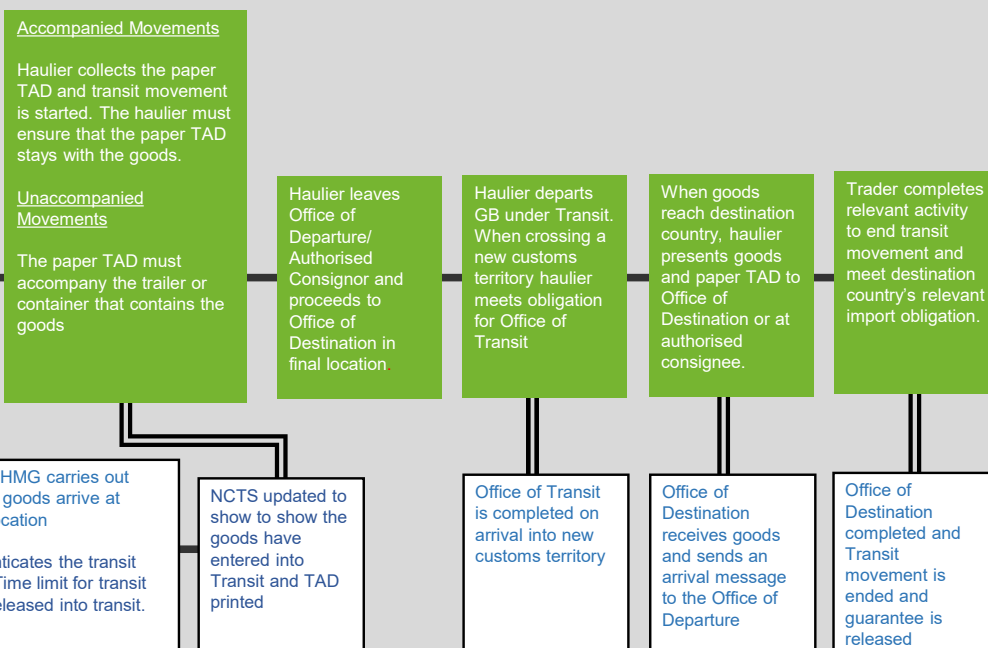 Accompanied Movements
Haulier collects the paper
TAD and transit movement
is started. The haulier must
ensure that the paper TAD
stays with the goods.
Unaccompanied
Movements
The paper TAD must
accompany the trailer or
container that contains the
goods
Haulier leaves
Office of
Departure/
Authorised
Consignor and
proceeds to
Office of
Destination in
final location.
Haulier departs
GB under Transit.
When crossing a
new customs
territory haulier
meets obligation
for Office of
Transit
When goods
reach destination
country, haulier
presents goods
and paper TAD to
Office of
Destination or at
authorised
consignee.
Trader completes
relevant activity
to end transit
movement and
meet destination
country's relevant
import obligation.
HMG carries out
goods arrive at
the transit
Time limit for transit
into transit.
NCTS updated to
show to show the
goods have
entered into
Transit and TAD
printed
Office of Transit
is completed on
arrival into new
customs territory
Office of
Destination
receives goods
and sends an
arrival message
to the Office of
Departure
Office of
Destination
completed and
Transit
movement is
ended and
guarantee is
released